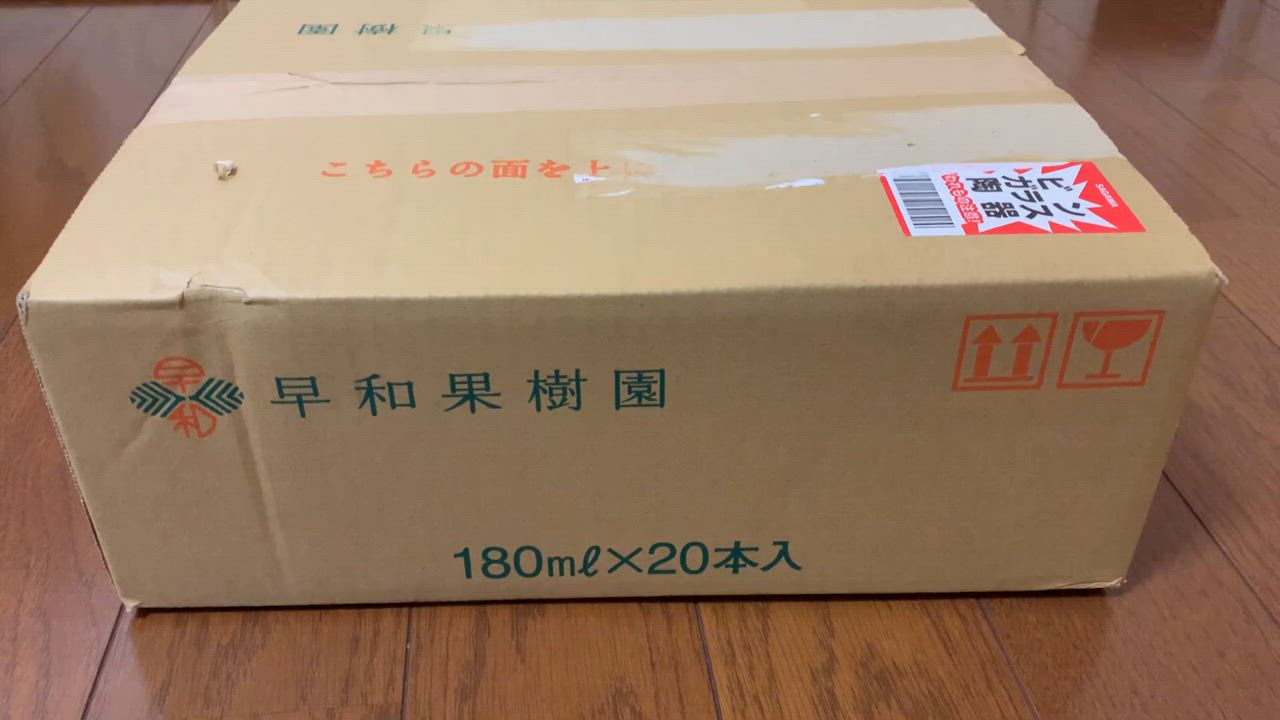 果樹園
こちらの面を上
SAGAWA
ビン
ガラス
陶器
われもの注意!
早和
早和果樹園
180mℓ×20本入